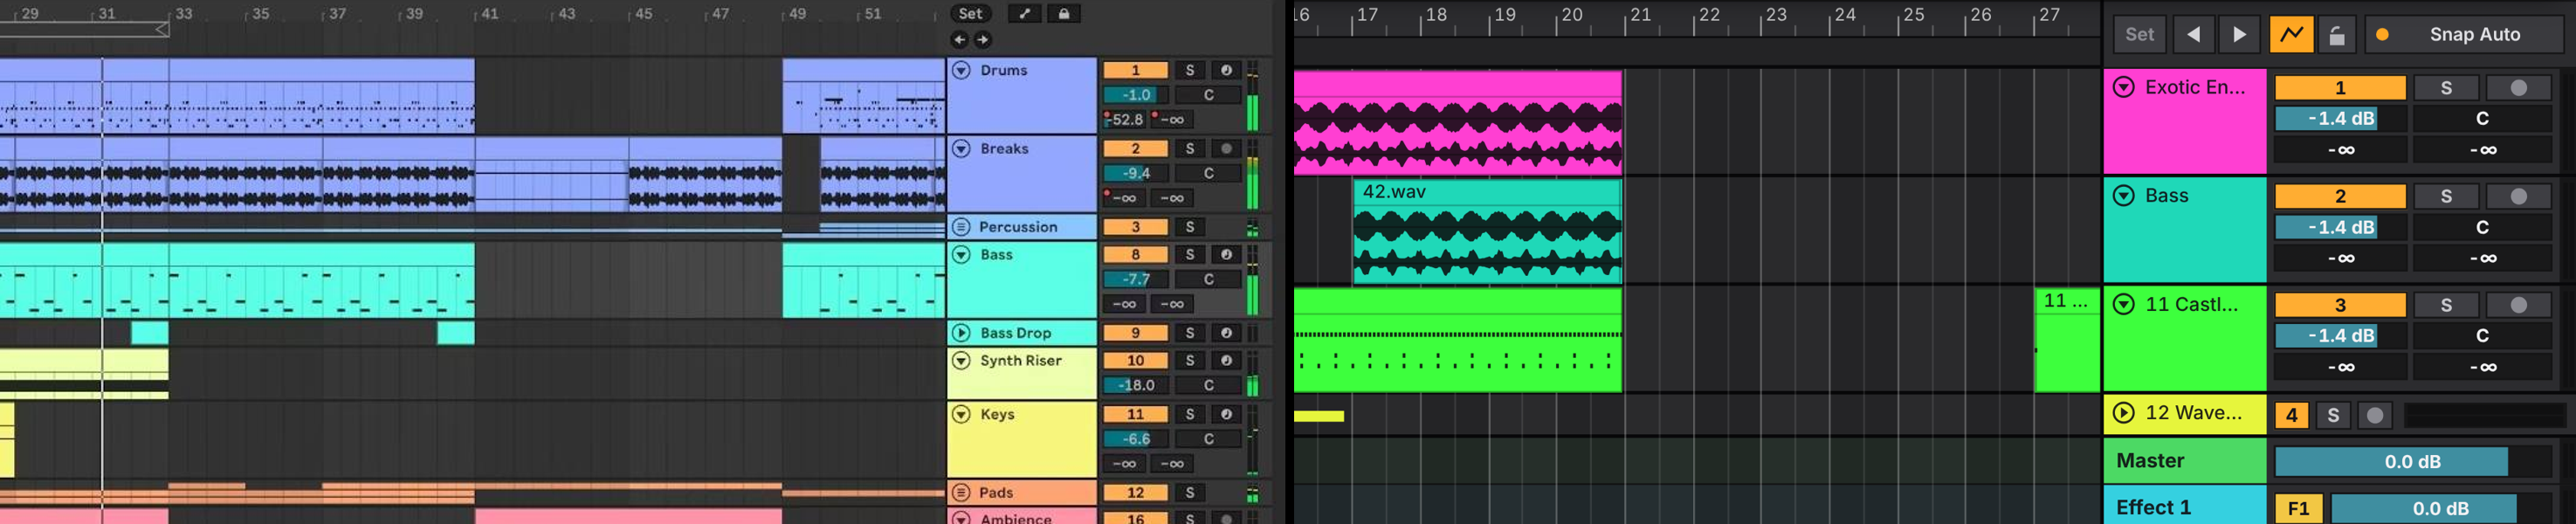 29 31 33 35 37 39 41 43 45 47 49 51 Set
Drums 1 S
-1.0 C
-52.8 -∞
Breaks 2 S
-9.4 C
-∞ -∞
Percussion 3 S
Bass 8 S
-7.7 C
-∞ -∞
Bass Drop 9 S
Synth Riser 10 S
-18.0 C
Keys 11 S
-6.6 C
-∞ -∞
Pads 12 S
Ambience 16 S
16 17 18 19 20 21 22 23 24 25 26 27
Set Snap Auto
Exotic En... 1 S
-1.4 dB C
-∞ -∞
42.wav Bass 2 S
-1.4 dB C
-∞ -∞
11 ... 11 Castl... 3 S
-1.4 dB C
-∞ -∞
12 Wave... 4 S
Master 0.0 dB
Effect 1 F1 0.0 dB